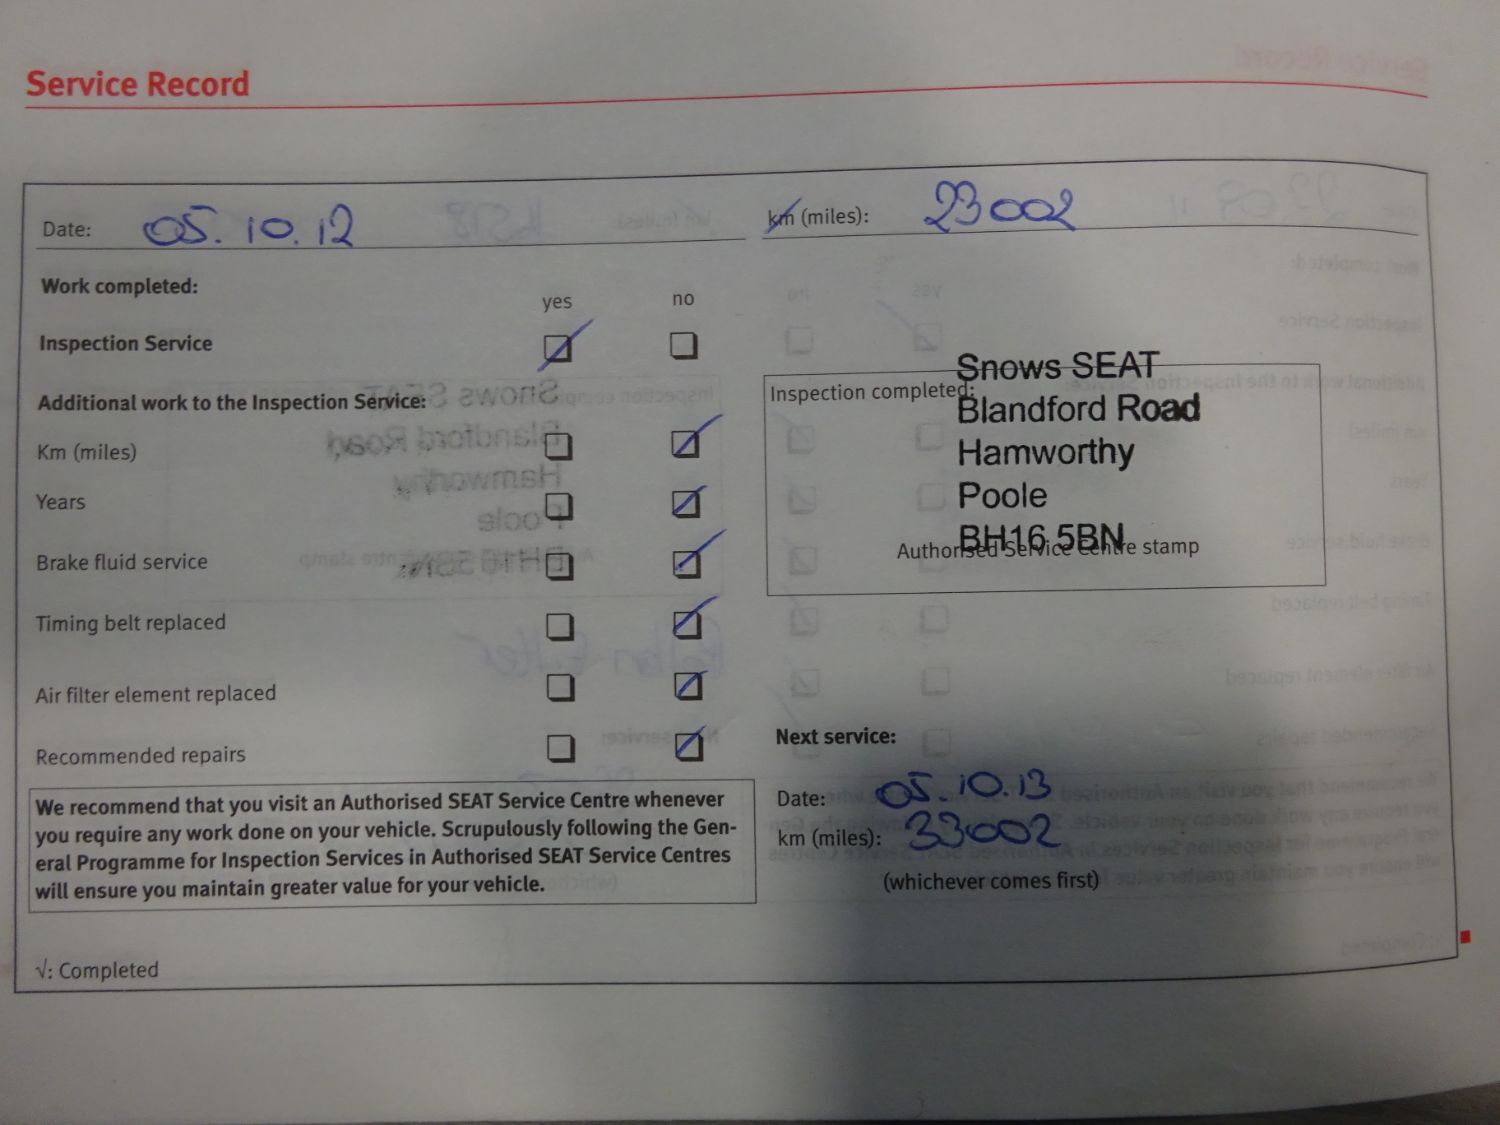 Service Record
Date: 05.10.12
km (miles): 23002
Work completed:
yes no
Inspection Service
Additional work to the Inspection Service:
Km (miles)
Years
Brake fluid service
Timing belt replaced
Air filter element replaced
Recommended repairs
Inspection completed:
Snows SEAT
Blandford Road
Hamworthy
Poole
BH16 5BN
Authorised Service Centre stamp
We recommend that you visit an Authorised SEAT Service Centre whenever
you require any work done on your vehicle. Scrupulously following the Gen-
eral Programme for Inspection Services in Authorised SEAT Service Centres
will ensure you maintain greater value for your vehicle.
Next service:
Date: 05.10.13
km (miles): 33002
(whichever comes first)
√: Completed